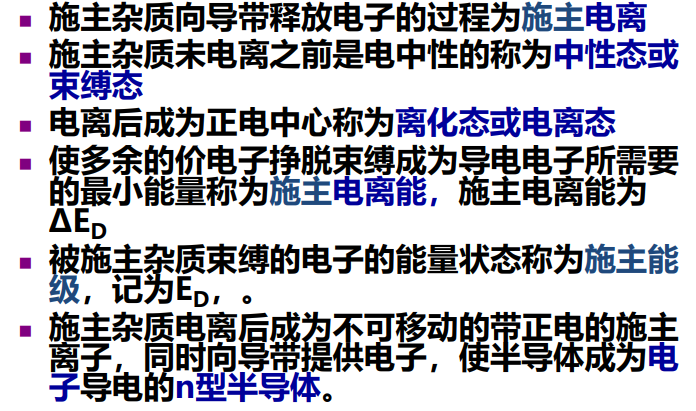 ▪ 施主杂质向导带释放电子的过程为施主电离
▪ 施主杂质未电离之前是电中性的称为中性态或
束缚态
▪ 电离后成为正电中心称为离化态或电离态
▪ 使多余的价电子挣脱束缚成为导电电子所需要
的最小能量称为施主电离能，施主电离能为
ΔED
▪ 被施主杂质束缚的电子的能量状态称为施主能
级，记为ED，。
▪ 施主杂质电离后成为不可移动的带正电的施主
离子，同时向导带提供电子，使半导体成为电
子导电的n型半导体。